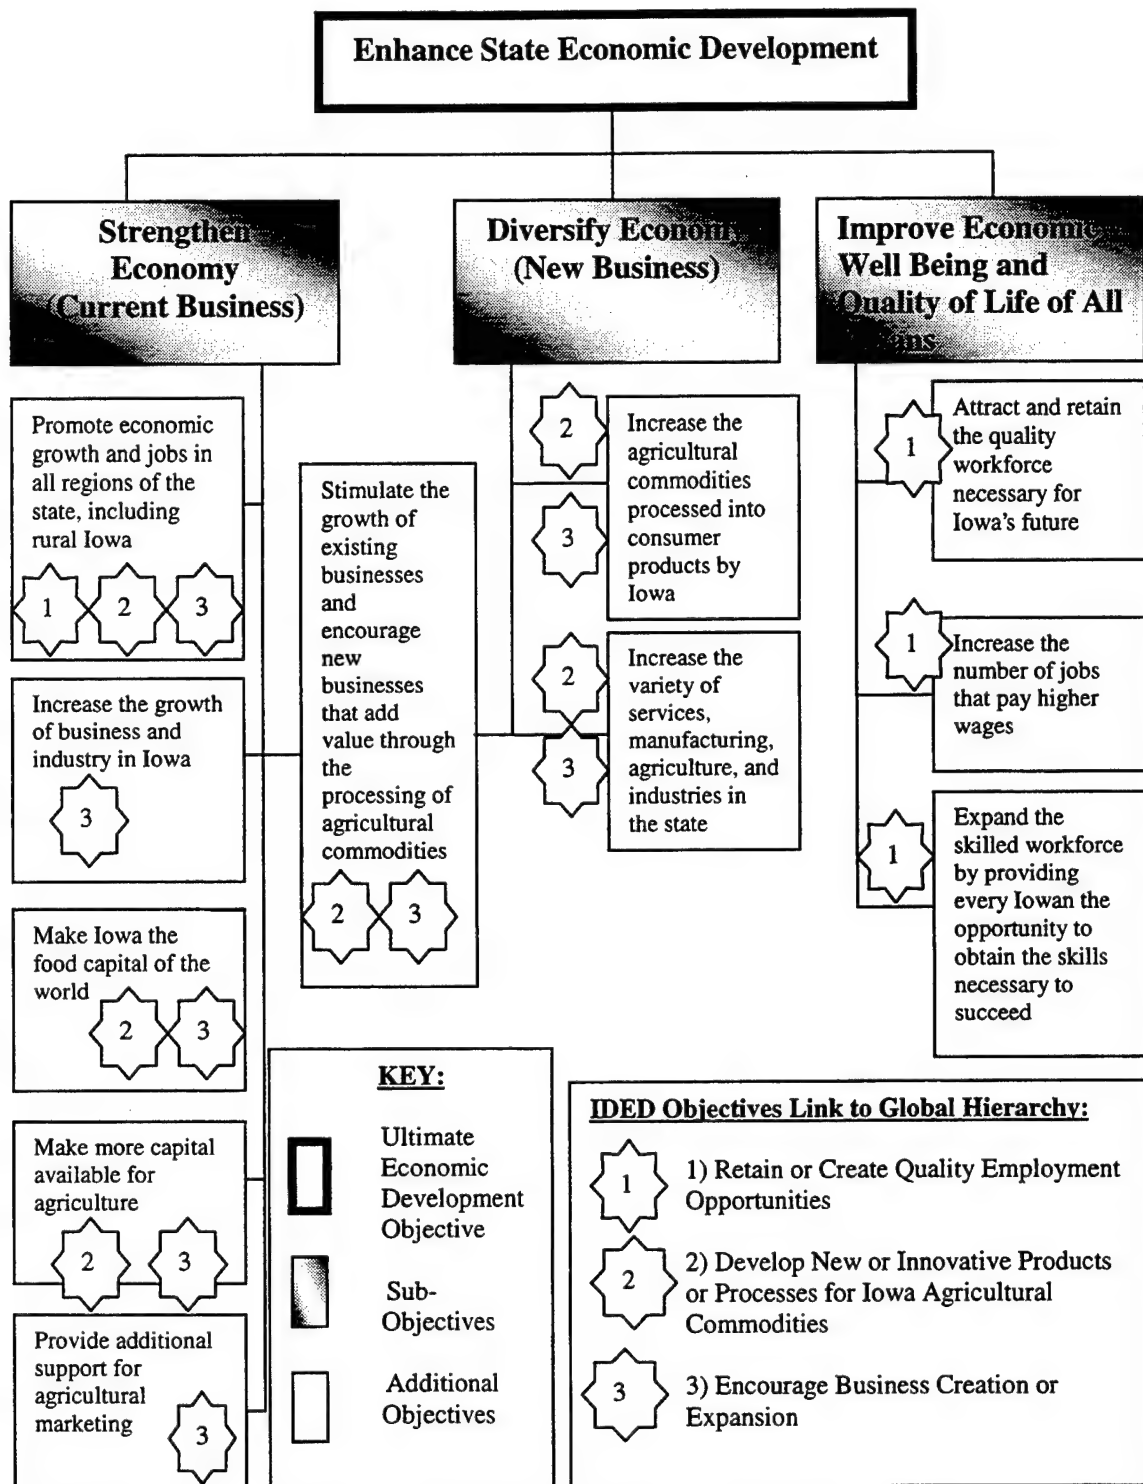 Enhance State Economic Development
Strengthen
Economy
(Current Business)
Diversify Economy
(New Business)
Improve Economic
Well Being and
Quality of Life of All
Promote economic
growth and jobs in
all regions of the
state, including
rural Iowa
1
2
3
Increase the growth
of business and
industry in Iowa
3
Make Iowa the
food capital of the
world
2
3
Make more capital
available for
agriculture
2
3
Provide additional
support for
agricultural
marketing
3
Stimulate the
growth of
existing
businesses
and
encourage
new
businesses
that add
value through
the
processing of
agricultural
commodities
2
3
2
3
Increase the
agricultural
commodities
processed into
consumer
products by
Iowa
2
3
Increase the
variety of
services,
manufacturing,
agriculture, and
industries in
the state
1
Attract and retain
the quality
workforce
necessary for
Iowa's future
1
Increase the
number of jobs
that pay higher
wages
1
Expand the
skilled workforce
by providing
every Iowan the
opportunity to
obtain the skills
necessary to
succeed
KEY:
Ultimate
Economic
Development
Objective
Sub-
Objectives
Additional
Objectives
IDED Objectives Link to Global Hierarchy:
1
1) Retain or Create Quality Employment
Opportunities
2
2) Develop New or Innovative Products
or Processes for Iowa Agricultural
Commodities
3
3) Encourage Business Creation or
Expansion